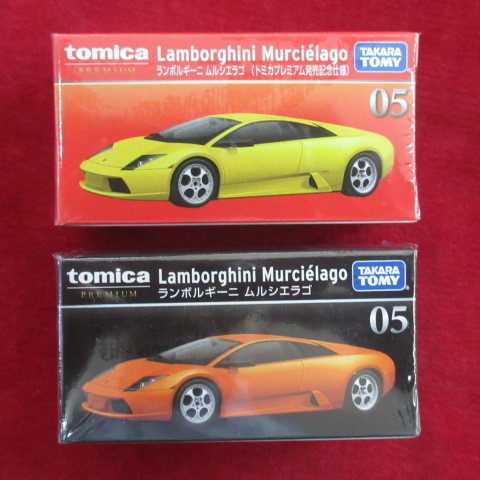 tomica
PREMIUM
Lamborghini Murciélago
ランボルギーニ ムルシエラゴ (トミカプレミアム発売記念仕様)
TAKARA
TOMY
05
tomica
PREMIUM
Lamborghini Murciélago
ランボルギーニ ムルシエラゴ
TAKARA
TOMY
05